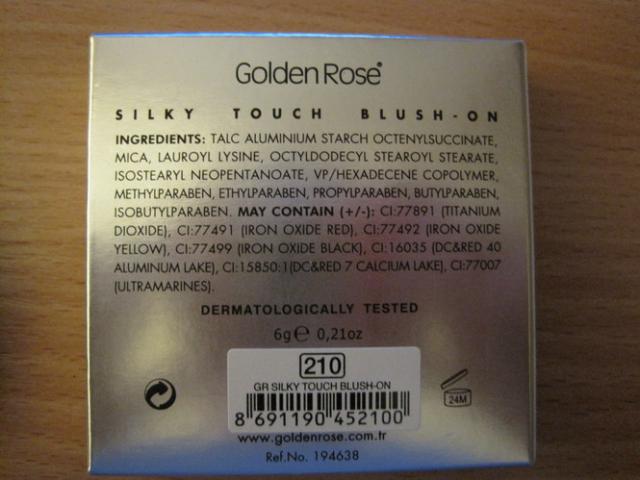 Golden Rose®
SILKY TOUCH BLUSH-ON
INGREDIENTS: TALC ALUMINIUM STARCH OCTENYLSUCCINATE,
MICA, LAUROYL LYSINE, OCTYLDODECYL STEAROYL STEARATE,
ISOSTEARYL NEOPENTANOATE, VP/HEXADECENE COPOLYMER,
METHYLPARABEN, ETHYLPARABEN, PROPYLPARABEN, BUTYLPARABEN,
ISOBUTYLPARABEN. MAY CONTAIN (+/-): CI:77891 (TITANIUM
DIOXIDE), CI:77491 (IRON OXIDE RED), CI:77492 (IRON OXIDE
YELLOW), CI:77499 (IRON OXIDE BLACK), CI:16035 (DC&RED 40
ALUMINUM LAKE), CI:15850:1(DC&RED 7 CALCIUM LAKE), CI:77007
(ULTRAMARINES).
DERMATOLOGICALLY TESTED
6g℮ 0,21oz
210
GR SILKY TOUCH BLUSH-ON
8 691190 452100
24M
www.goldenrose.com.tr
Ref.No. 194638